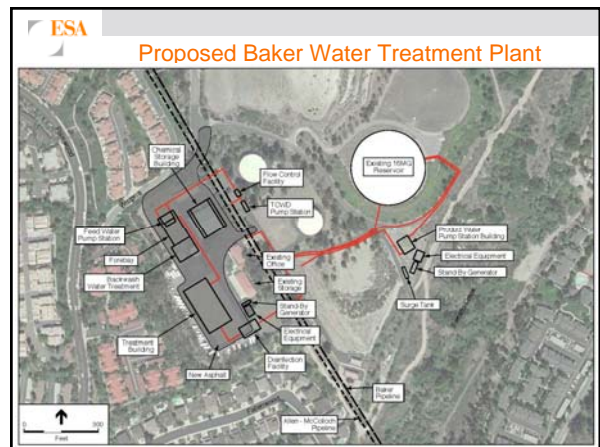 ESA
Proposed Baker Water Treatment Plant
Chemical
Storage
Building
Flow Control
Facility
TCWD
Pump Station
Existing 16MG
Reservoir
Feed Water
Pump Station
Forebay
Backwash
Water Treatment
Existing
Office
Existing
Storage
Stand-By
Generator
Electrical
Equipment
Treatment
Building
New Asphalt
Disinfection
Facility
Product Water
Pump Station Building
Electrical Equipment
Stand-By Generator
Surge Tank
Baker
Pipeline
Allen - McColloch
Pipeline
0
Feet